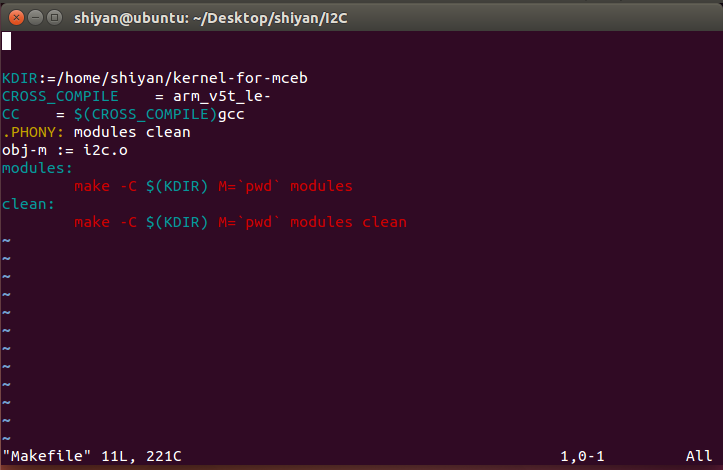 shiyan@ubuntu: ~/Desktop/shiyan/I2C
KDIR:=/home/shiyan/kernel-for-mceb
CROSS_COMPILE    = arm_v5t_le-
CC    = $(CROSS_COMPILE)gcc
.PHONY: modules clean
obj-m := i2c.o
modules:
        make -C $(KDIR) M=`pwd` modules
clean:
        make -C $(KDIR) M=`pwd` modules clean
~
~
~
~
~
~
~
~
~
~
~
~
"Makefile" 11L, 221C 1,0-1 All